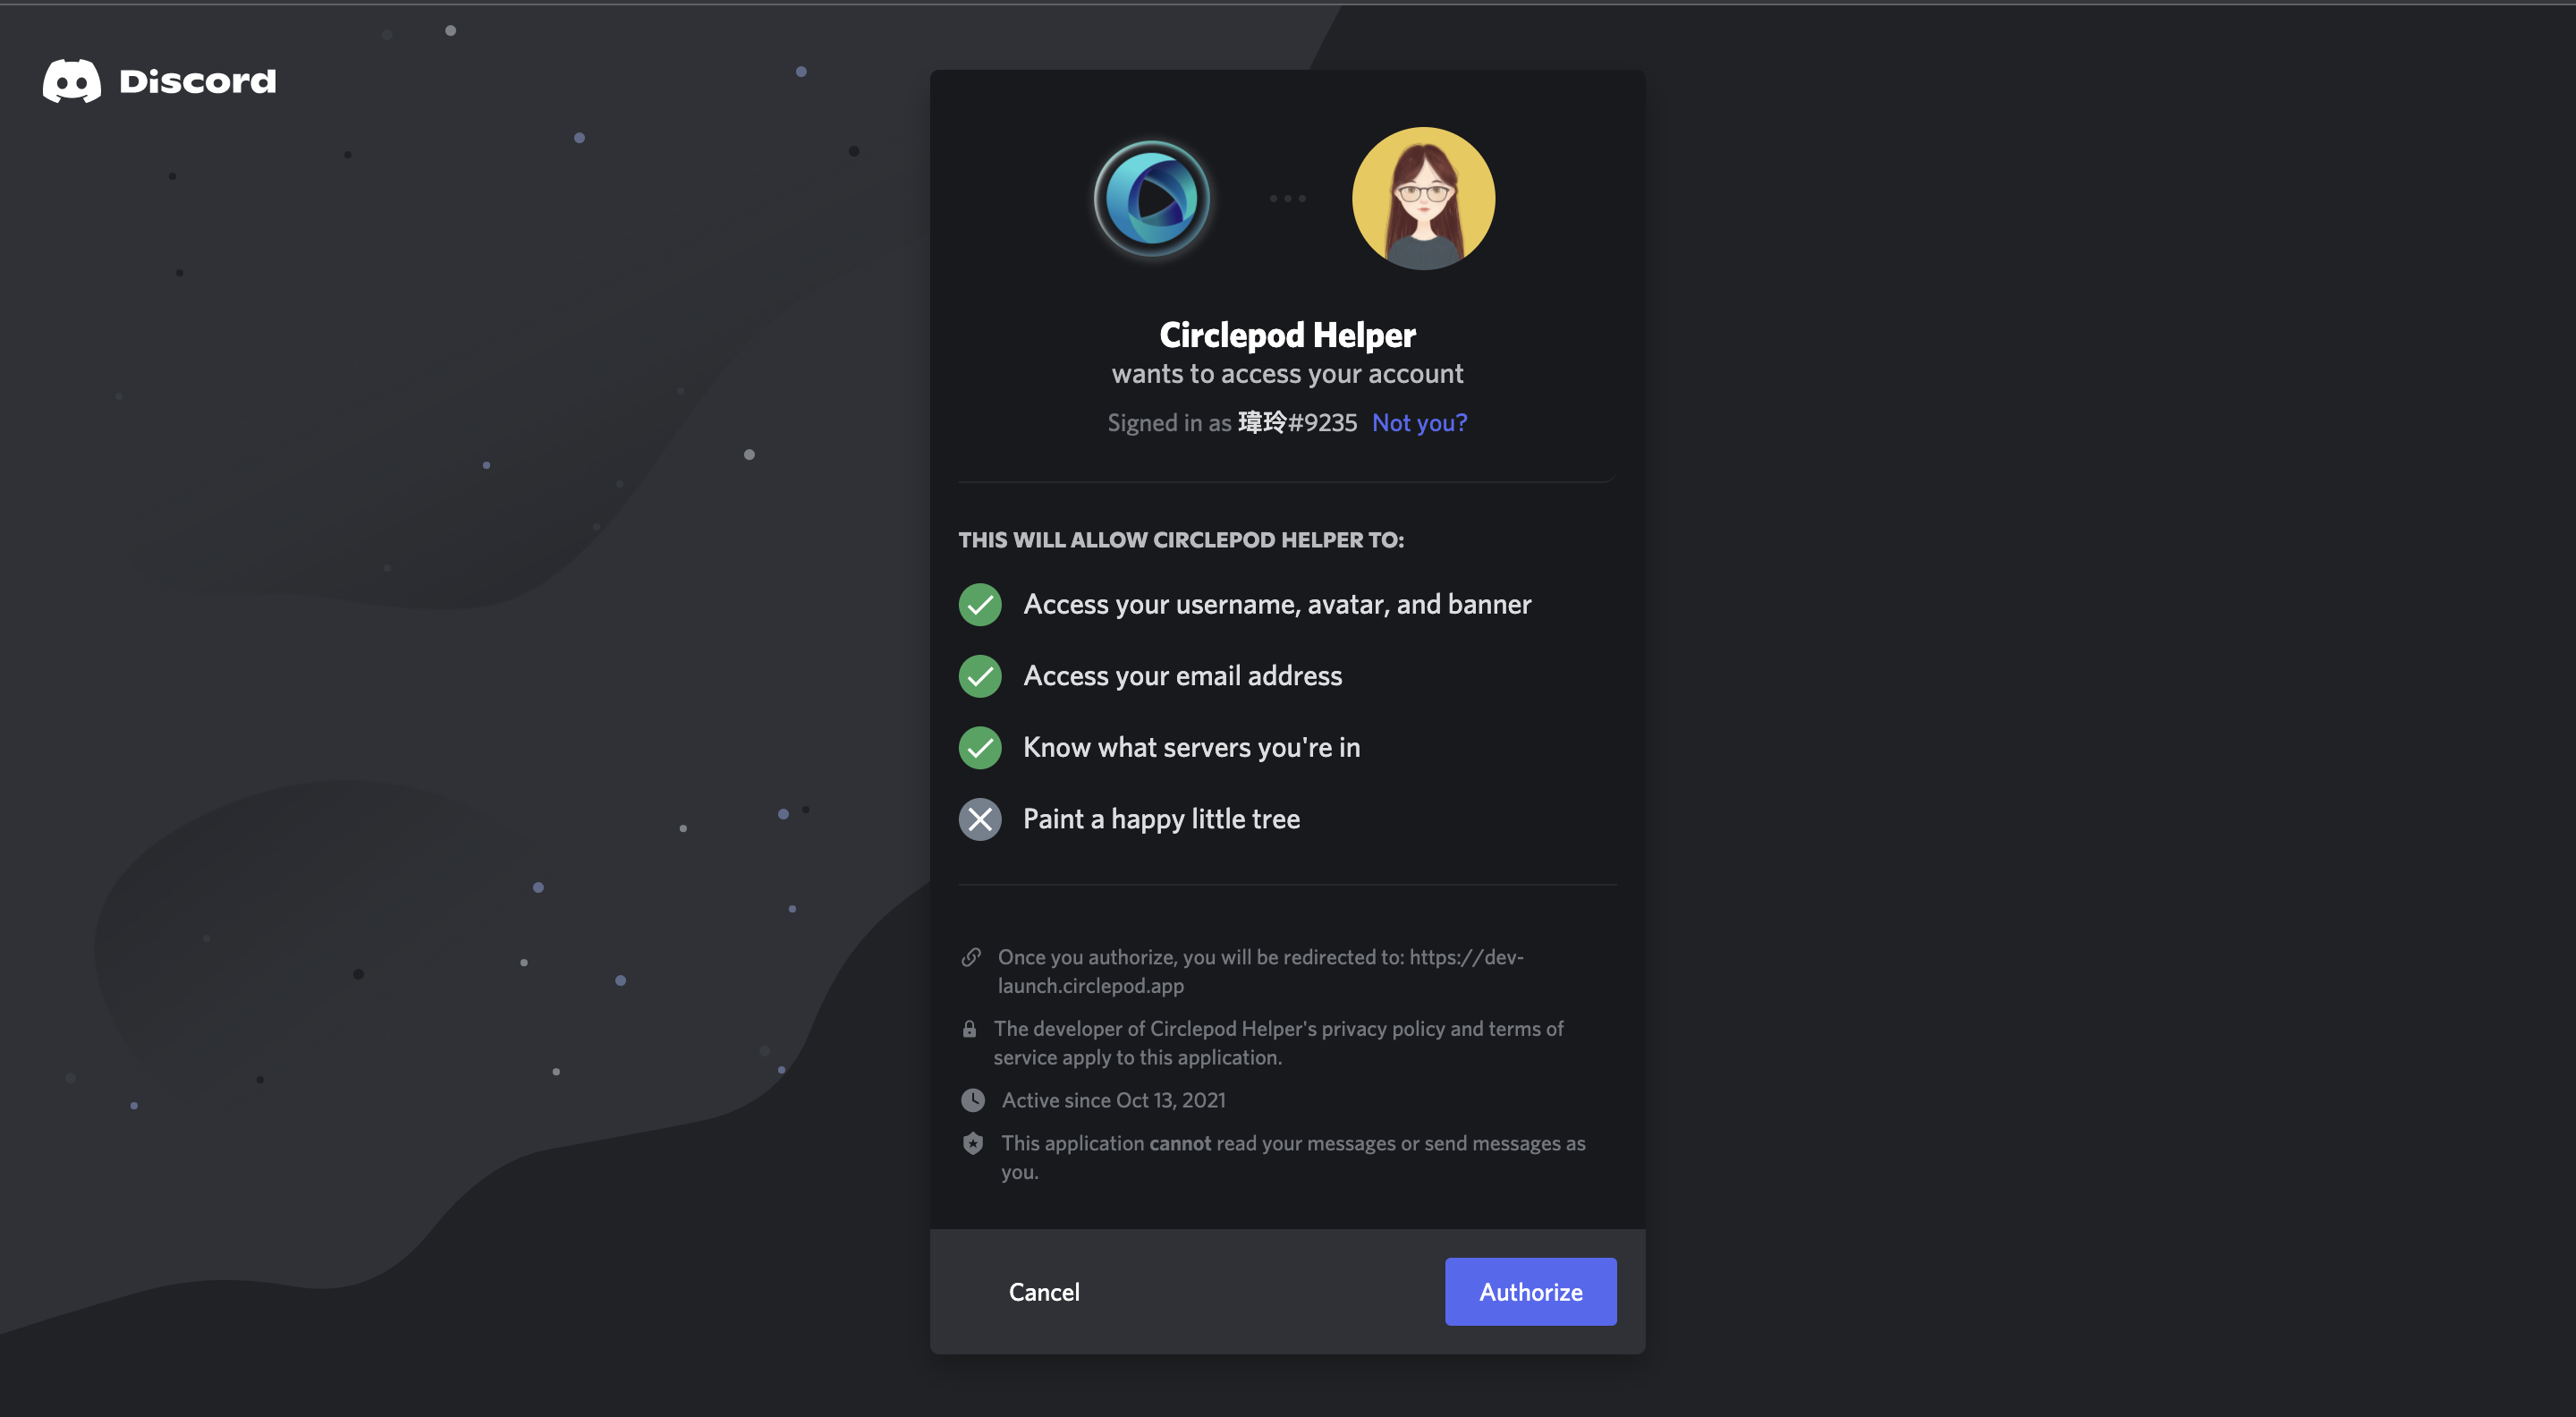 Discord
Circlepod Helper
wants to access your account
Signed in as 瑋玲#9235 Not you?
THIS WILL ALLOW CIRCLEPOD HELPER TO:
Access your username, avatar, and banner
Access your email address
Know what servers you're in
Paint a happy little tree
Once you authorize, you will be redirected to: https://dev-
launch.circlepod.app
The developer of Circlepod Helper's privacy policy and terms of
service apply to this application.
Active since Oct 13, 2021
This application cannot read your messages or send messages as
you.
Cancel
Authorize